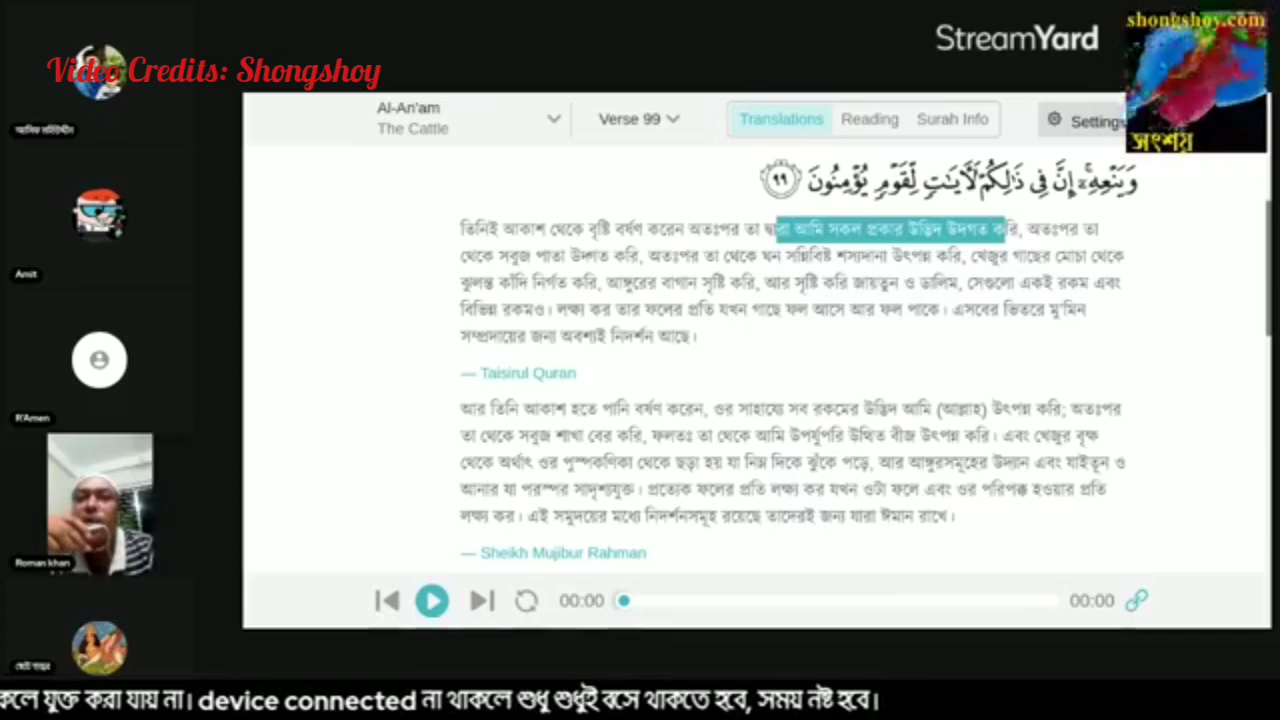 StreamYard
shongshoy.com
Video Credits: Shongshoy
Al-An'am
The Cattle
Verse 99
Translations
Reading
Surah Info
Settings
সংশয়
وَيَنْعِهِۦٓ ۚ إِنَّ فِى ذَٰلِكُمْ لَـَٔايَـٰتٍۢ لِّقَوْمٍۢ يُؤْمِنُونَ ٩٩
তিনিই আকাশ থেকে বৃষ্টি বর্ষণ করেন অতঃপর তা দ্বারা আমি সকল প্রকার উদ্ভিদ উদগত করি, অতঃপর তা
থেকে সবুজ পাতা উদ্গত করি, অতঃপর তা থেকে ঘন সন্নিবিষ্ট শস্যদানা উৎপন্ন করি, খেজুর গাছের মোচা থেকে
ঝুলন্ত কাঁদি নির্গত করি, আঙ্গুরের বাগান সৃষ্টি করি, আর সৃষ্টি করি জায়তুন ও ডালিম, সেগুলো একই রকম এবং
বিভিন্ন রকমও। লক্ষ্য কর তার ফলের প্রতি যখন গাছে ফল আসে আর ফল পাকে। এসবের ভিতরে মু'মিন
সম্প্রদায়ের জন্য অবশ্যই নিদর্শন আছে।
— Taisirul Quran
আর তিনি আকাশ হতে পানি বর্ষণ করেন, ওর সাহায্যে সব রকমের উদ্ভিদ আমি (আল্লাহ) উৎপন্ন করি; অতঃপর
তা থেকে সবুজ শাখা বের করি, ফলতঃ তা থেকে আমি উপর্যুপরি উত্থিত বীজ উৎপন্ন করি। এবং খেজুর বৃক্ষ
থেকে অর্থাৎ ওর পুস্পকণিকা থেকে ছড়া হয় যা নিম্ন দিকে ঝুঁকে পড়ে, আর আঙ্গুরসমূহের উদ্যান এবং যাইতূন ও
আনার যা পরস্পর সাদৃশ্যযুক্ত। প্রত্যেক ফলের প্রতি লক্ষ্য কর যখন ওটা ফলে এবং ওর পরিপক্ক হওয়ার প্রতি
লক্ষ্য কর। এই সমুদয়ের মধ্যে নিদর্শনসমূহ রয়েছে তাদেরই জন্য যারা ঈমান রাখে।
— Sheikh Mujibur Rahman
00:00
00:00
Amit
R'Amen
Roman khan
কলে যুক্ত করা যায় না। device connected না থাকলে শুধু শুধুই বসে থাকতে হবে, সময় নষ্ট হবে।